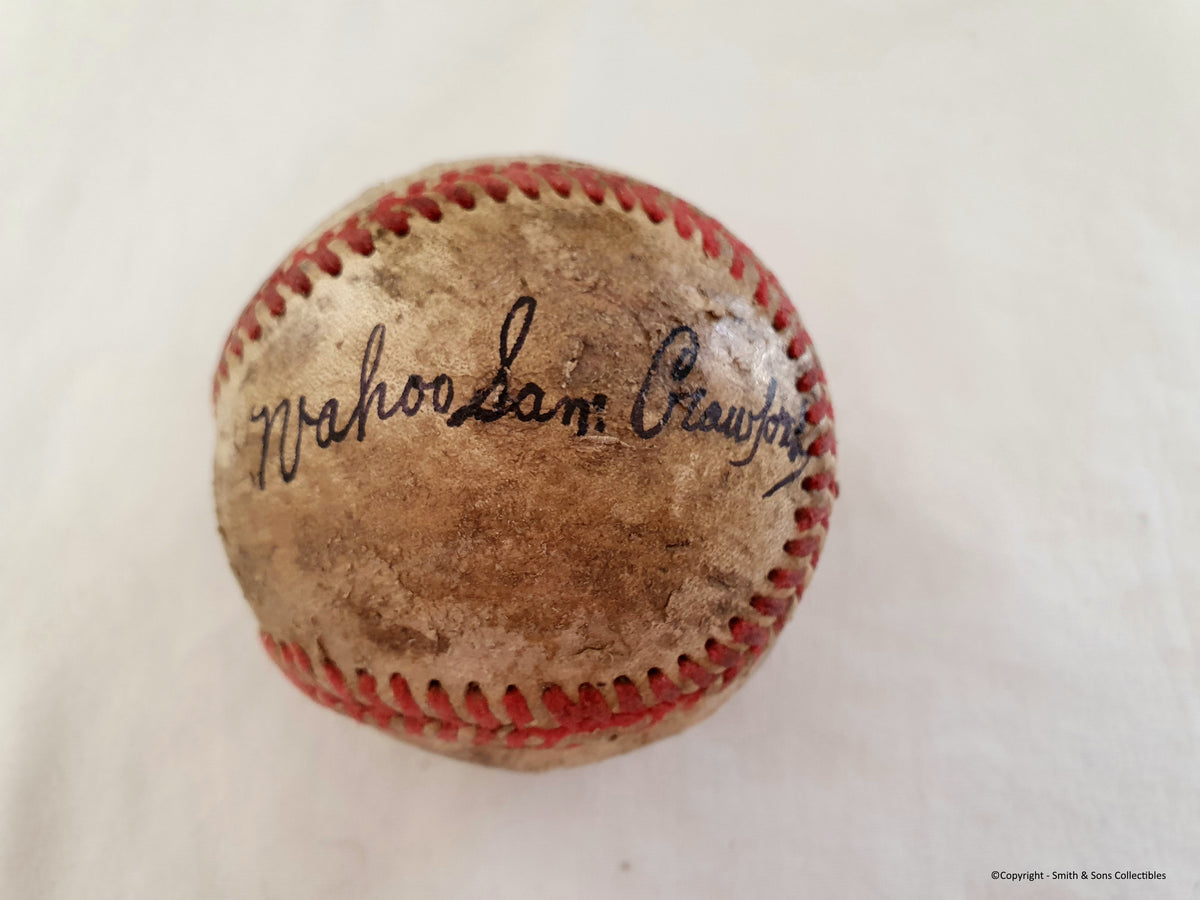 Wahoo Sam Crawford
©Copyright - Smith & Sons Collectibles